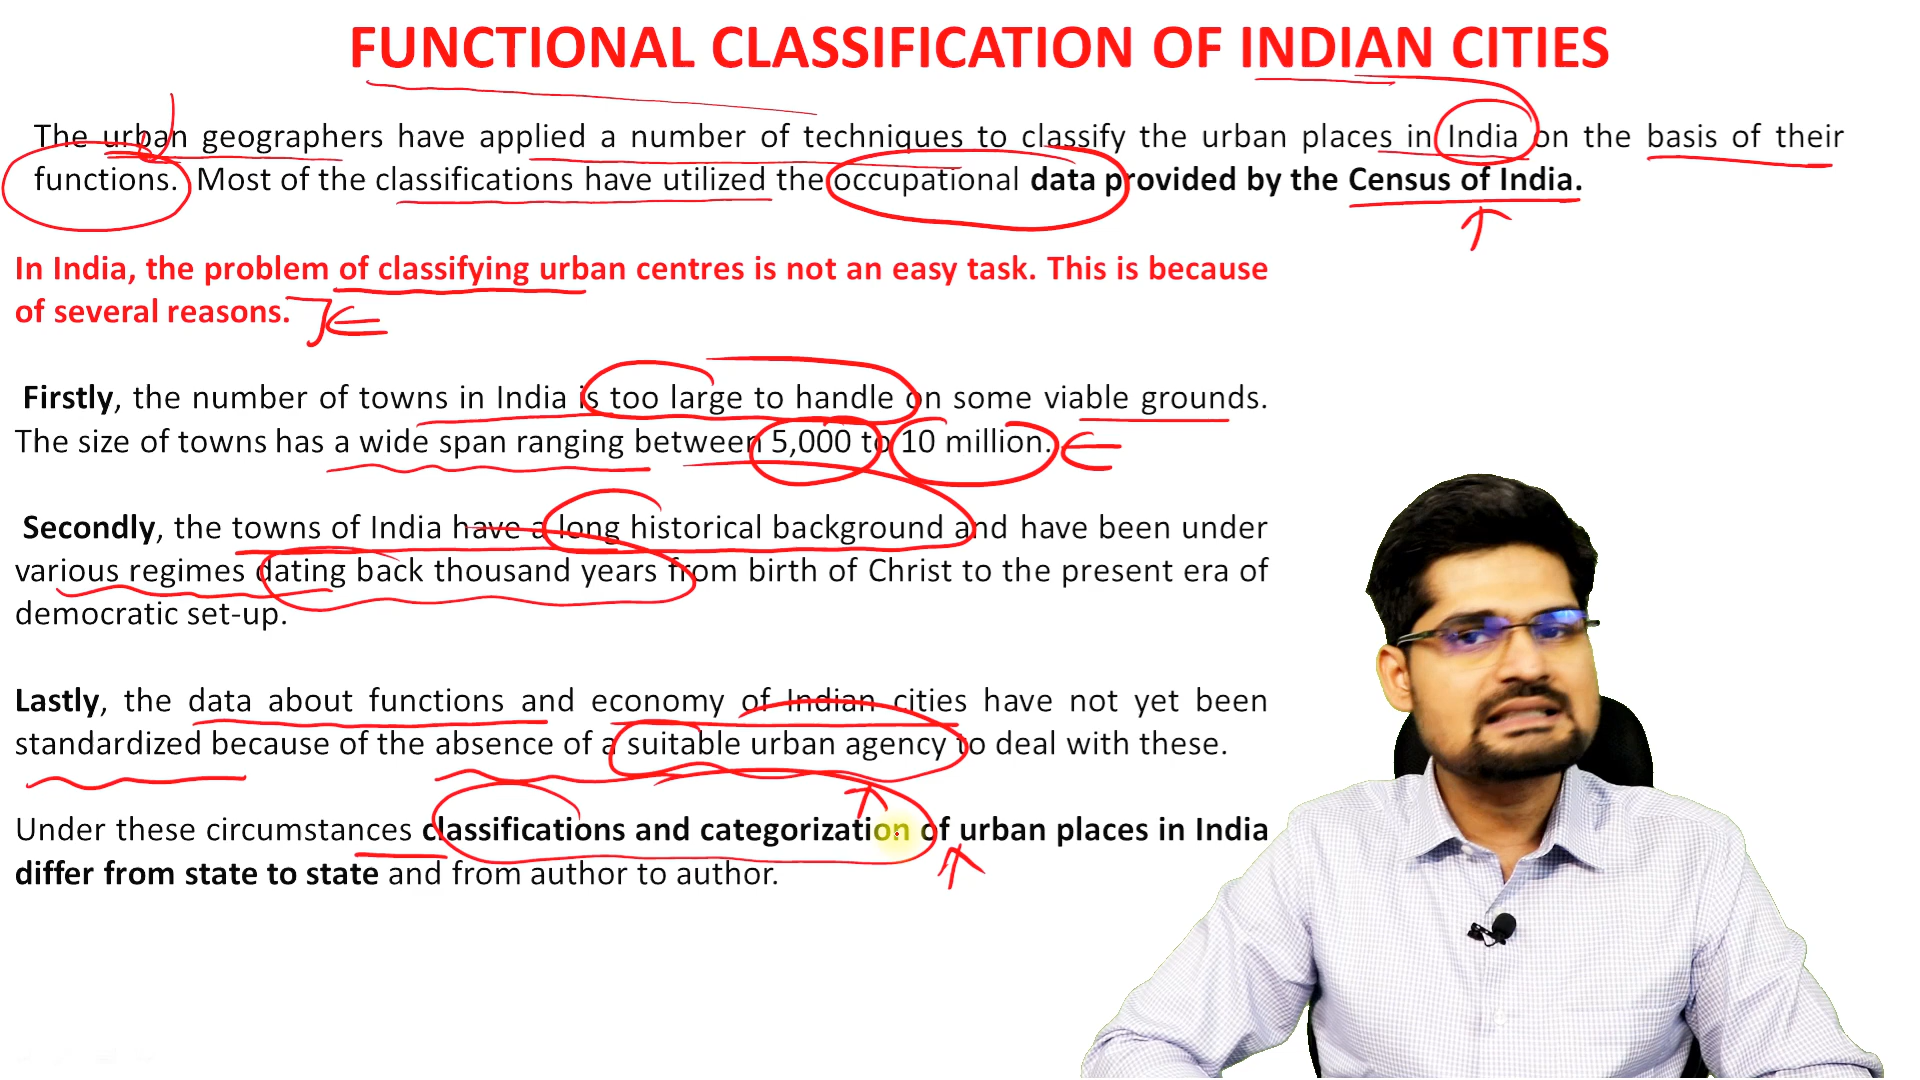 FUNCTIONAL CLASSIFICATION OF INDIAN CITIES
The urban geographers have applied a number of techniques to classify the urban places in India on the basis of their
functions. Most of the classifications have utilized the occupational data provided by the Census of India.
In India, the problem of classifying urban centres is not an easy task. This is because
of several reasons.
Firstly, the number of towns in India is too large to handle on some viable grounds.
The size of towns has a wide span ranging between 5,000 to 10 million.
Secondly, the towns of India have a long historical background and have been under
various regimes dating back thousand years from birth of Christ to the present era of
democratic set-up.
Lastly, the data about functions and economy of Indian cities have not yet been
standardized because of the absence of a suitable urban agency to deal with these.
Under these circumstances classifications and categorization of urban places in India
differ from state to state and from author to author.